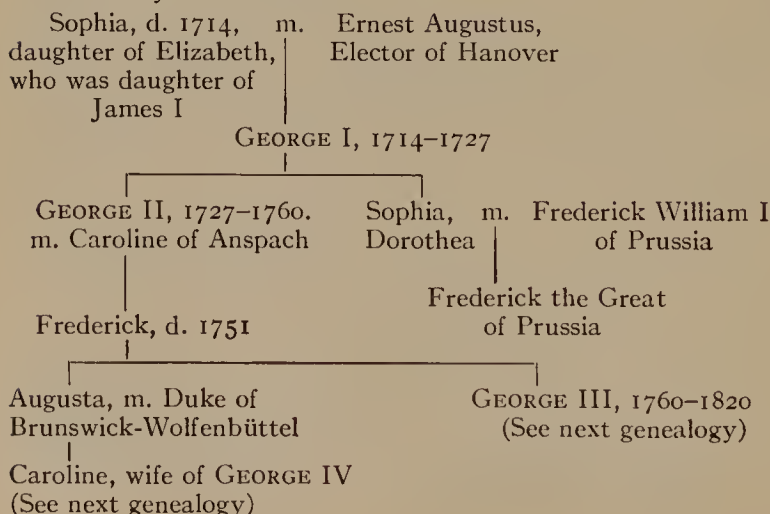 Sophia, d. 1714, m. Ernest Augustus,
daughter of Elizabeth, Elector of Hanover
who was daughter of
James I
GEORGE I, 1714–1727
GEORGE II, 1727–1760. Sophia, m. Frederick William I
m. Caroline of Anspach Dorothea of Prussia
Frederick the Great
of Prussia
Frederick, d. 1751
Augusta, m. Duke of GEORGE III, 1760–1820
Brunswick-Wolfenbüttel (See next genealogy)
Caroline, wife of GEORGE IV
(See next genealogy)